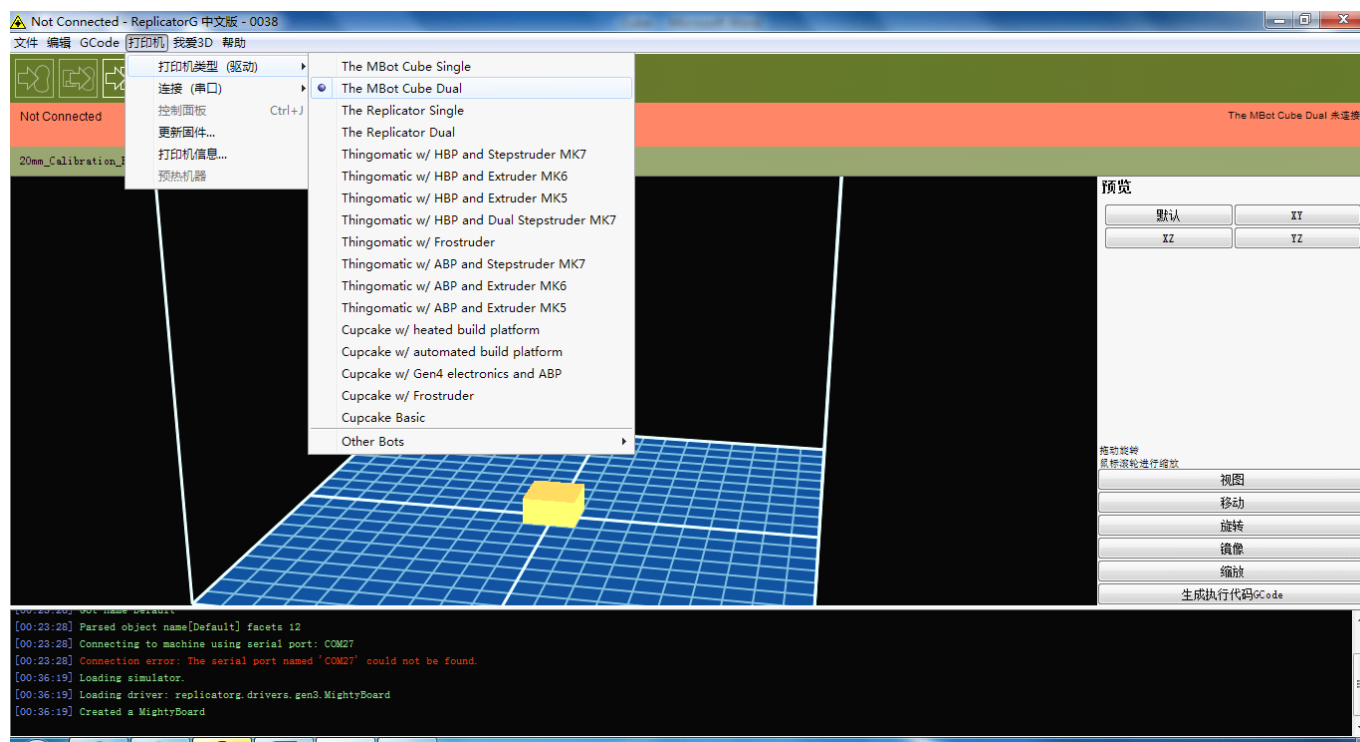 Not Connected - ReplicatorG 中文版 - 0038
文件 编辑 GCode 打印机 我爱3D 帮助
打印机类型 (驱动)
连接 (串口)
控制面板 Ctrl+J
更新固件...
打印机信息...
预热机器
The MBot Cube Single
The MBot Cube Dual
The Replicator Single
The Replicator Dual
Thingomatic w/ HBP and Stepstruder MK7
Thingomatic w/ HBP and Extruder MK6
Thingomatic w/ HBP and Extruder MK5
Thingomatic w/ HBP and Dual Stepstruder MK7
Thingomatic w/ Frostruder
Thingomatic w/ ABP and Stepstruder MK7
Thingomatic w/ ABP and Extruder MK6
Thingomatic w/ ABP and Extruder MK5
Cupcake w/ heated build platform
Cupcake w/ automated build platform
Cupcake w/ Gen4 electronics and ABP
Cupcake w/ Frostruder
Cupcake Basic
Other Bots
Not Connected
The MBot Cube Dual 未连接
20mm_Calibration_
预览
默认 XY
XZ YZ
拖动旋转
鼠标滚轮进行缩放
视图
移动
旋转
镜像
缩放
生成执行代码GCode
[00:23:28] Got name Default
[00:23:28] Parsed object name[Default] facets 12
[00:23:28] Connecting to machine using serial port: COM27
[00:23:28] Connection error: The serial port named 'COM27' could not be found.
[00:36:19] Loading simulator.
[00:36:19] Loading driver: replicatorg.drivers.gen3.MightyBoard
[00:36:19] Created a MightyBoard